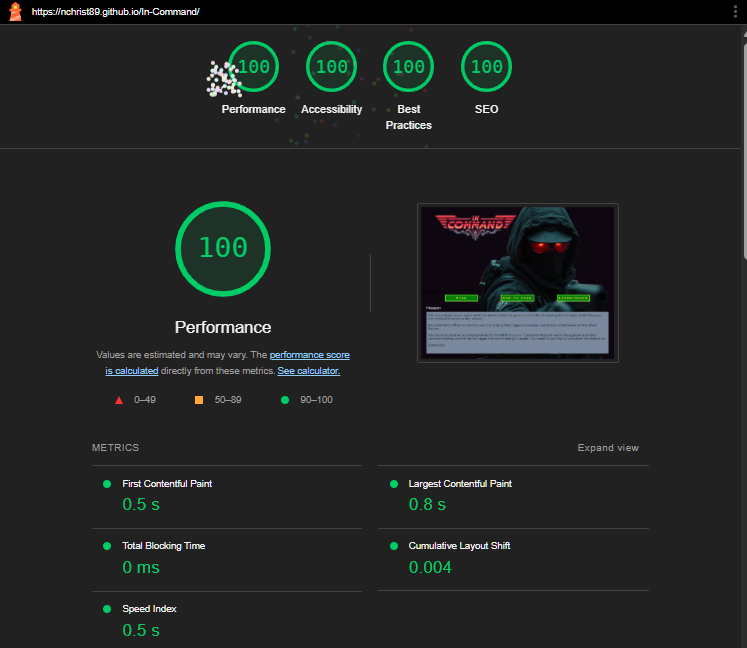 https://nchrist89.github.io/In-Command/
100
100
100
100
Performance
Accessibility
Best
Practices
SEO
100
Performance
Values are estimated and may vary. The performance score
is calculated directly from these metrics. See calculator.
0–49
50–89
90–100
IN
COMMAND
Play
How to play
Leaderboard
Mission
METRICS
Expand view
First Contentful Paint
0.5 s
Largest Contentful Paint
0.8 s
Total Blocking Time
0 ms
Cumulative Layout Shift
0.004
Speed Index
0.5 s